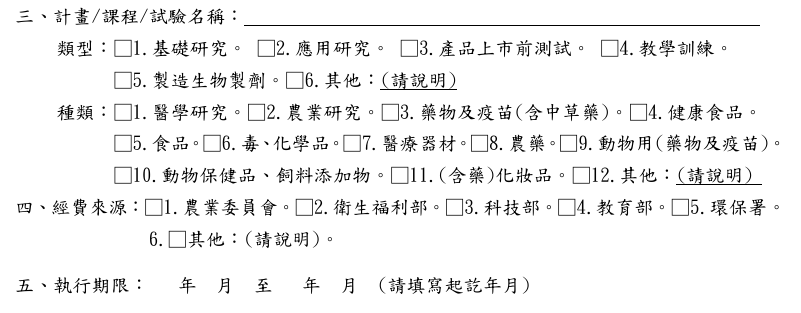 三、計畫/課程/試驗名稱：
類型：□1.基礎研究。 □2.應用研究。 □3.產品上市前測試。 □4.教學訓練。
□5.製造生物製劑。□6.其他：(請說明)
種類：□1.醫學研究。□2.農業研究。□3.藥物及疫苗(含中草藥)。□4.健康食品。
□5.食品。□6.毒、化學品。□7.醫療器材。□8.農藥。□9.動物用(藥物及疫苗)。
□10.動物保健品、飼料添加物。□11.(含藥)化妝品。□12.其他：(請說明)
四、經費來源：□1.農業委員會。□2.衛生福利部。□3.科技部。□4.教育部。□5.環保署。
6.□其他：(請說明)。
五、執行期限： 年 月 至 年 月 (請填寫起訖年月)